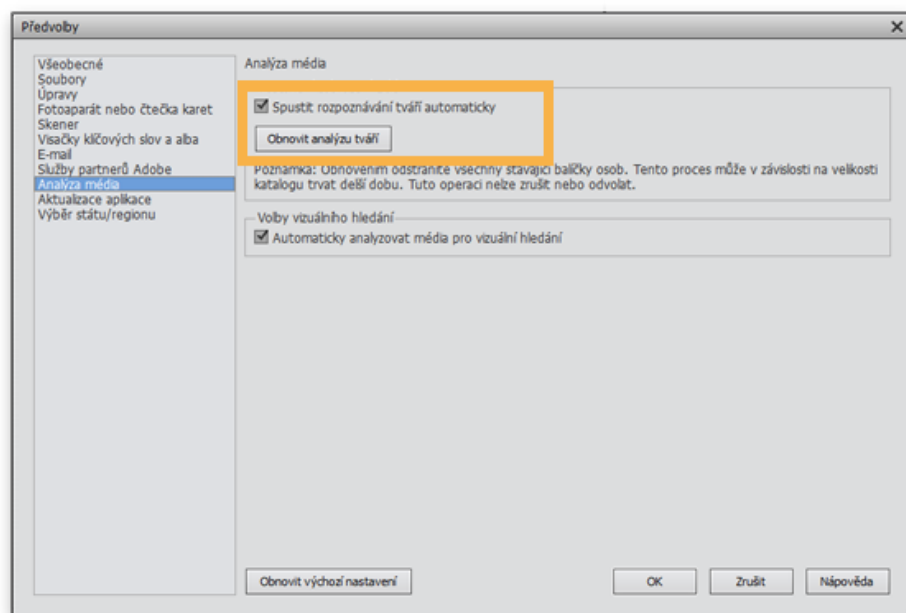 Předvolby
Všeobecné
Soubory
Úpravy
Fotoaparát nebo čtečka karet
Skener
Visačky klíčových slov a alba
E-mail
Služby partnerů Adobe
Analýza média
Aktualizace aplikace
Výběr státu/regionu
Analýza média
Spustit rozpoznávání tváří automaticky
Obnovit analýzu tváří
Poznámka: Obnovením odstraníte všechny stávající balíčky osob. Tento proces může v závislosti na velikosti
katalogu trvat delší dobu. Tuto operaci nelze zrušit nebo odvolat.
Volby vizuálního hledání
Automaticky analyzovat média pro vizuální hledání
Obnovit výchozí nastavení
OK
Zrušit
Nápověda